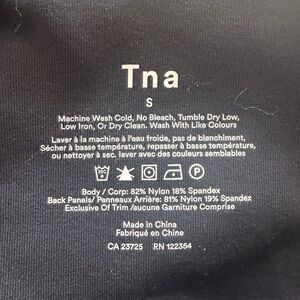 Tna
S
Machine Wash Cold, No Bleach, Tumble Dry Low,
Low Iron, Or Dry Clean. Wash With Like Colours
Laver à la machine à l'eau froide, pas de blanchiment,
Sécher à basse température, repasser à basse température,
ou nettoyer à sec. laver avec des couleurs semblables
Body / Corp: 82% Nylon 18% Spandex
Back Panels/ Panneaux Arrière: 81% Nylon 19% Spandex
Exclusive Of Trim /aucune Garniture Comprise
Made in China
Fabriqué en Chine
CA 23725 RN 122354